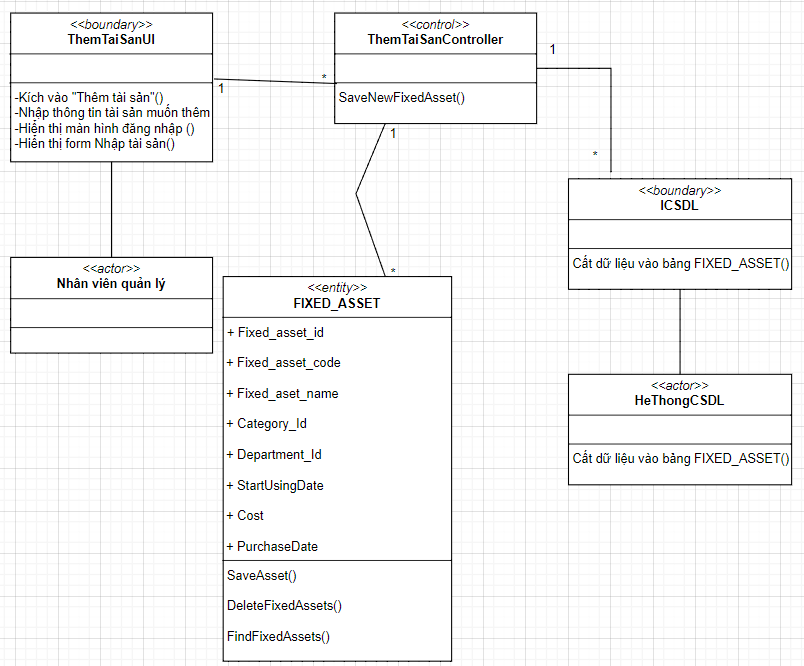 <<boundary>>
ThemTaiSanUI
-Kích vào "Thêm tài sản"()
-Nhập thông tin tài sản muốn thêm
-Hiển thị màn hình đăng nhập ()
-Hiển thị form Nhập tài sản()
1
*
<<control>>
ThemTaiSanController
SaveNewFixedAsset()
1
*
1
*
<<boundary>>
ICSDL
Cất dữ liệu vào bảng FIXED_ASSET()
<<actor>>
Nhân viên quản lý
<<entity>>
FIXED_ASSET
+ Fixed_asset_id
+ Fixed_asset_code
+ Fixed_aset_name
+ Category_Id
+ Department_Id
+ StartUsingDate
+ Cost
+ PurchaseDate
SaveAsset()
DeleteFixedAssets()
FindFixedAssets()
<<actor>>
HeThongCSDL
Cất dữ liệu vào bảng FIXED_ASSET()